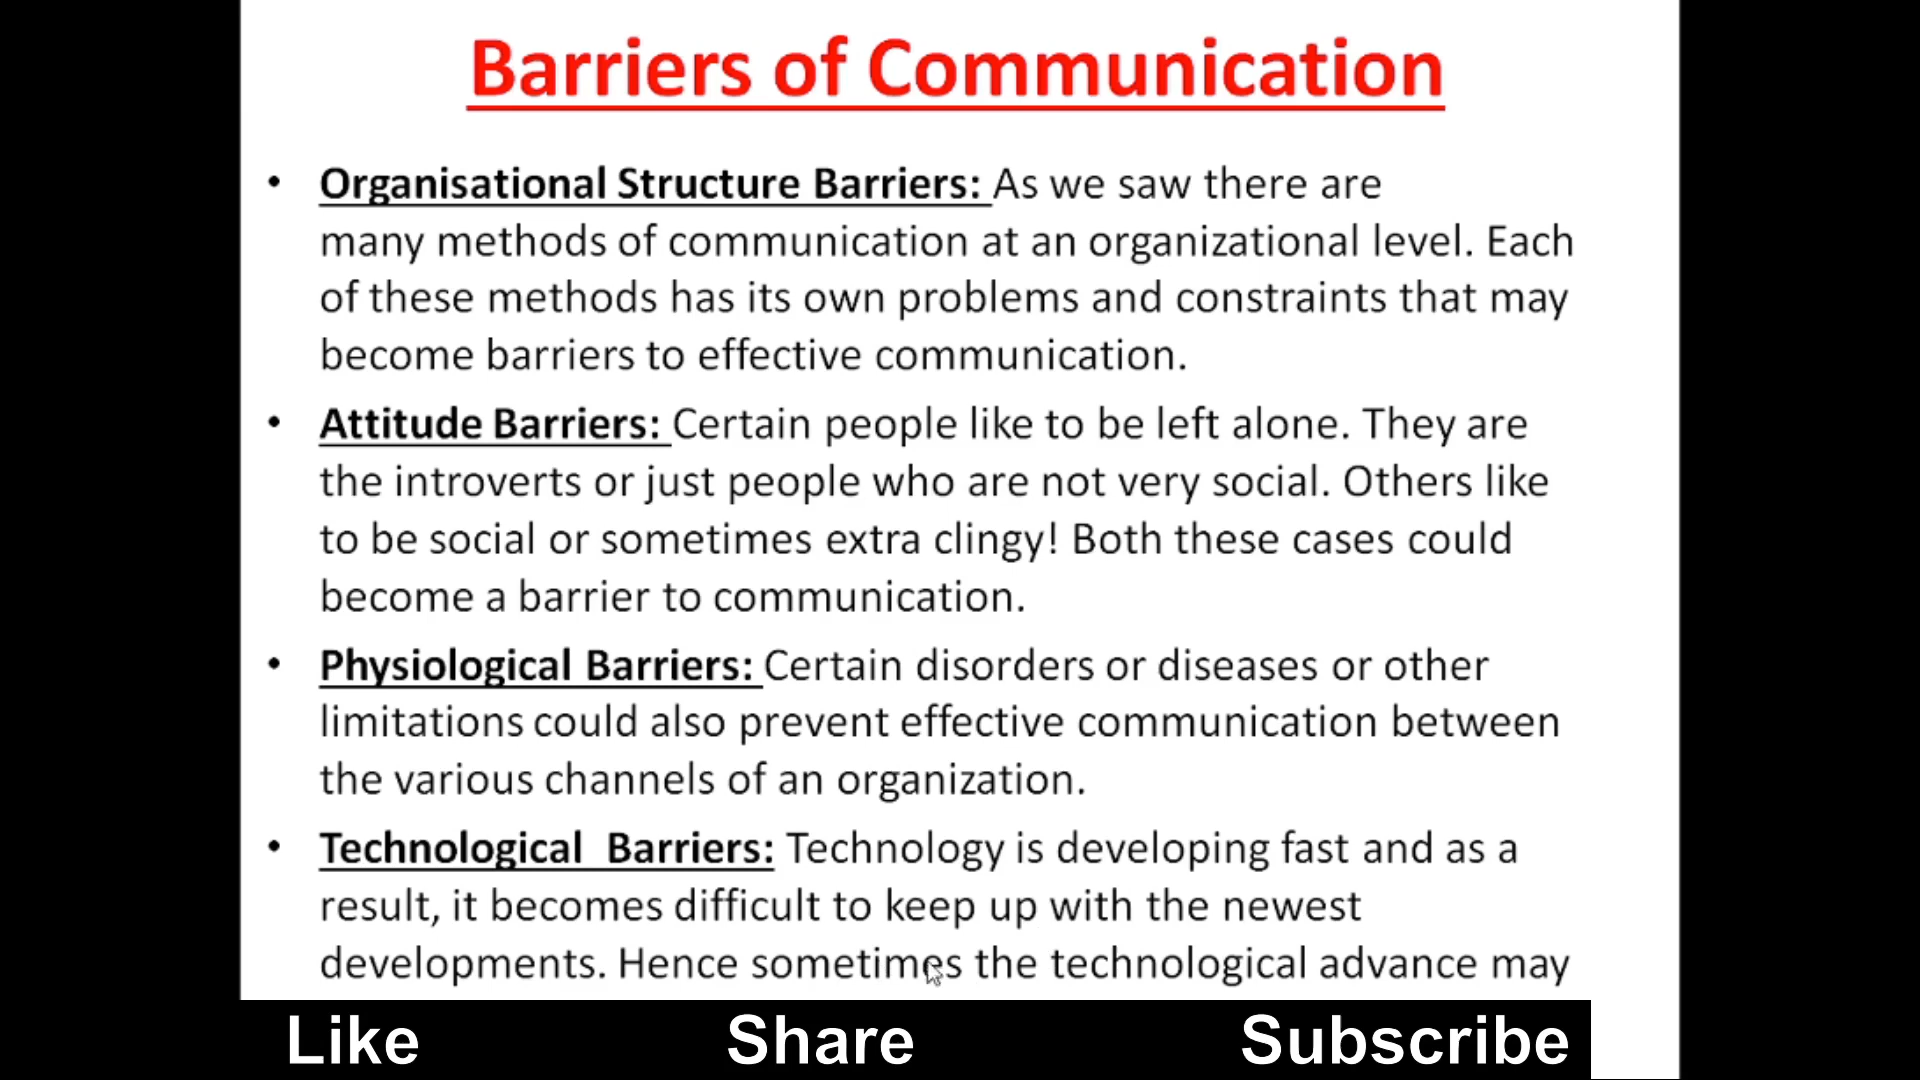 Barriers of Communication
• Organisational Structure Barriers: As we saw there are
many methods of communication at an organizational level. Each
of these methods has its own problems and constraints that may
become barriers to effective communication.
• Attitude Barriers: Certain people like to be left alone. They are
the introverts or just people who are not very social. Others like
to be social or sometimes extra clingy! Both these cases could
become a barrier to communication.
• Physiological Barriers: Certain disorders or diseases or other
limitations could also prevent effective communication between
the various channels of an organization.
• Technological Barriers: Technology is developing fast and as a
result, it becomes difficult to keep up with the newest
developments. Hence sometimes the technological advance may
Like Share Subscribe